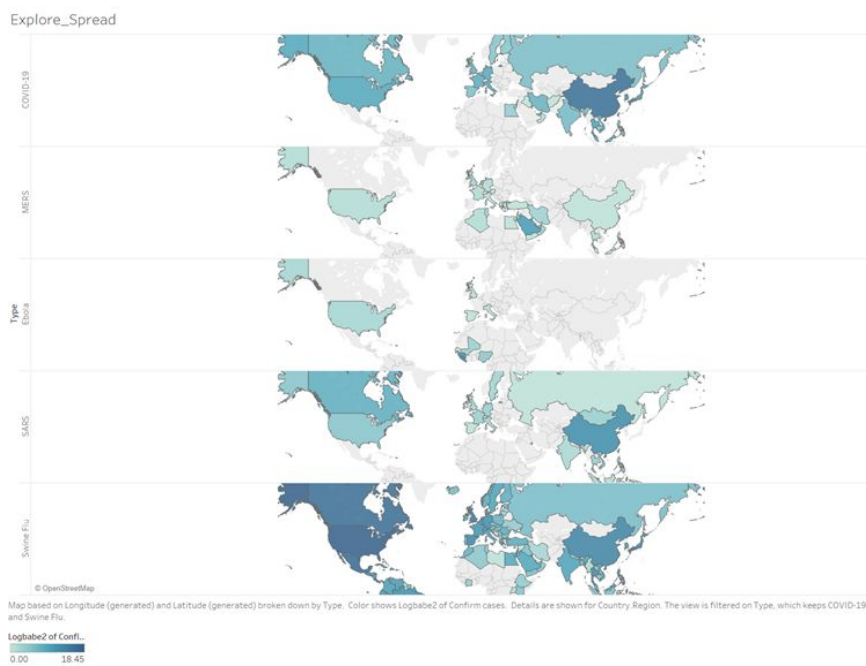 Explore_Spread
Type
COVID-19
MERS
Ebola
SARS
Swine Flu
© OpenStreetMap
Map based on Longitude (generated) and Latitude (generated) broken down by Type. Color shows Logbabe2 of Confirm cases. Details are shown for Country.Region. The view is filtered on Type, which keeps COVID-19
and Swine Flu.
Logbabe2 of Confi..
0.00 18.45